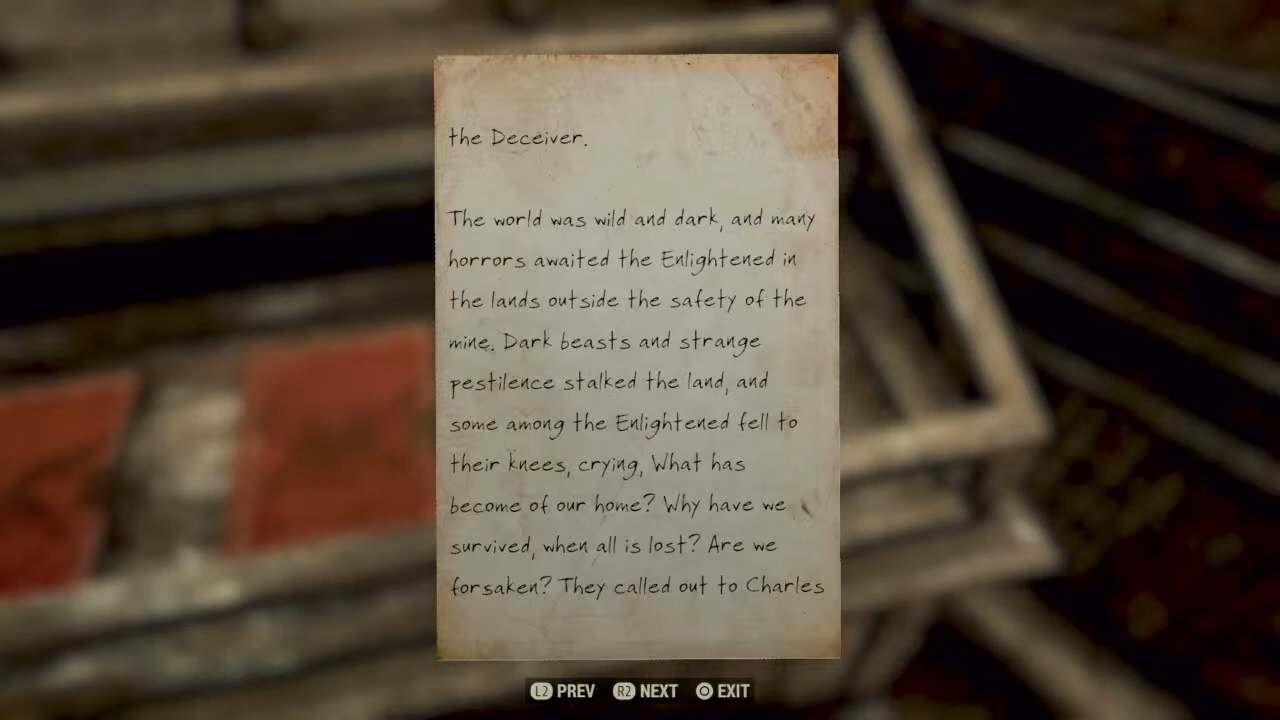 the Deceiver.
The world was wild and dark, and many
horrors awaited the Enlightened in
the lands outside the safety of the
mine. Dark beasts and strange
pestilence stalked the land, and
some among the Enlightened fell to
their knees, crying, What has
become of our home? Why have we
survived, when all is lost? Are we
forsaken? They called out to Charles
L2 PREV R2 NEXT EXIT